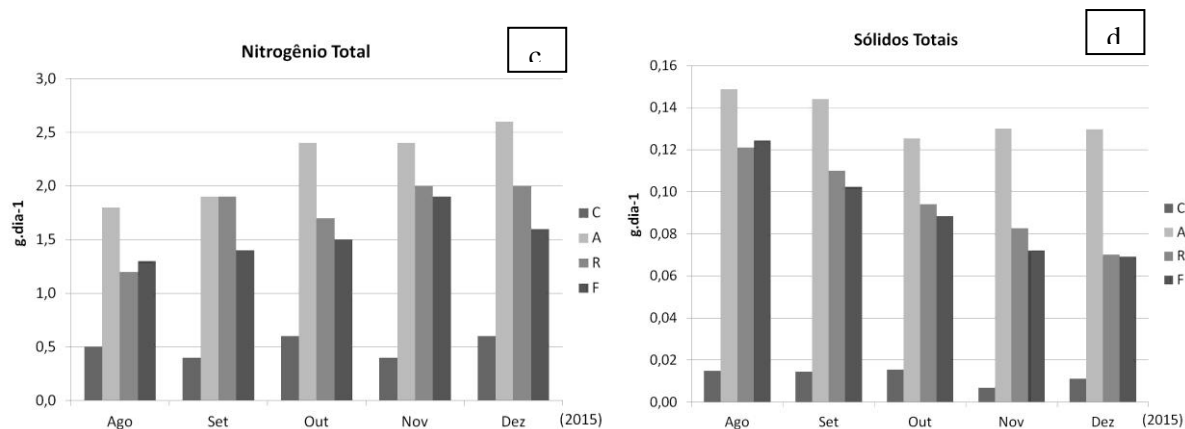 Nitrogênio Total
c
g.dia-1
3,0
2,5
2,0
1,5
1,0
0,5
0,0
Ago Set Out Nov Dez (2015)
C
A
R
F
Sólidos Totais
d
g.dia-1
0,16
0,14
0,12
0,10
0,08
0,06
0,04
0,02
0,00
Ago Set Out Nov Dez (2015)
C
A
R
F